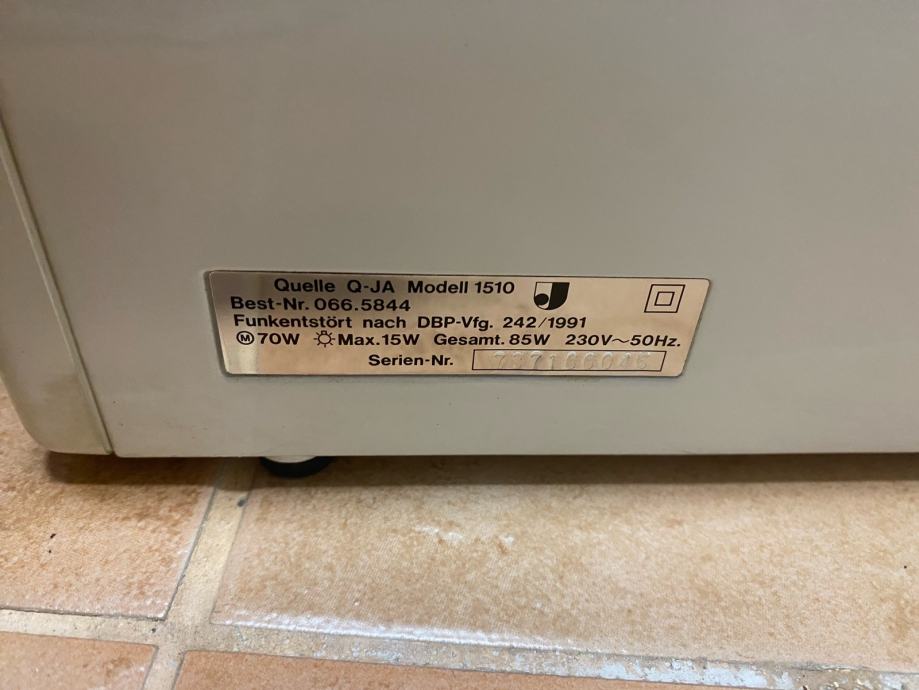 Quelle Q-JA Modell 1510
Best-Nr. 066.5844
Funkentstört nach DBP-Vfg. 242/1991
Ⓜ70W Max.15W Gesamt. 85W 230V~50Hz.
Serien-Nr. 737166046